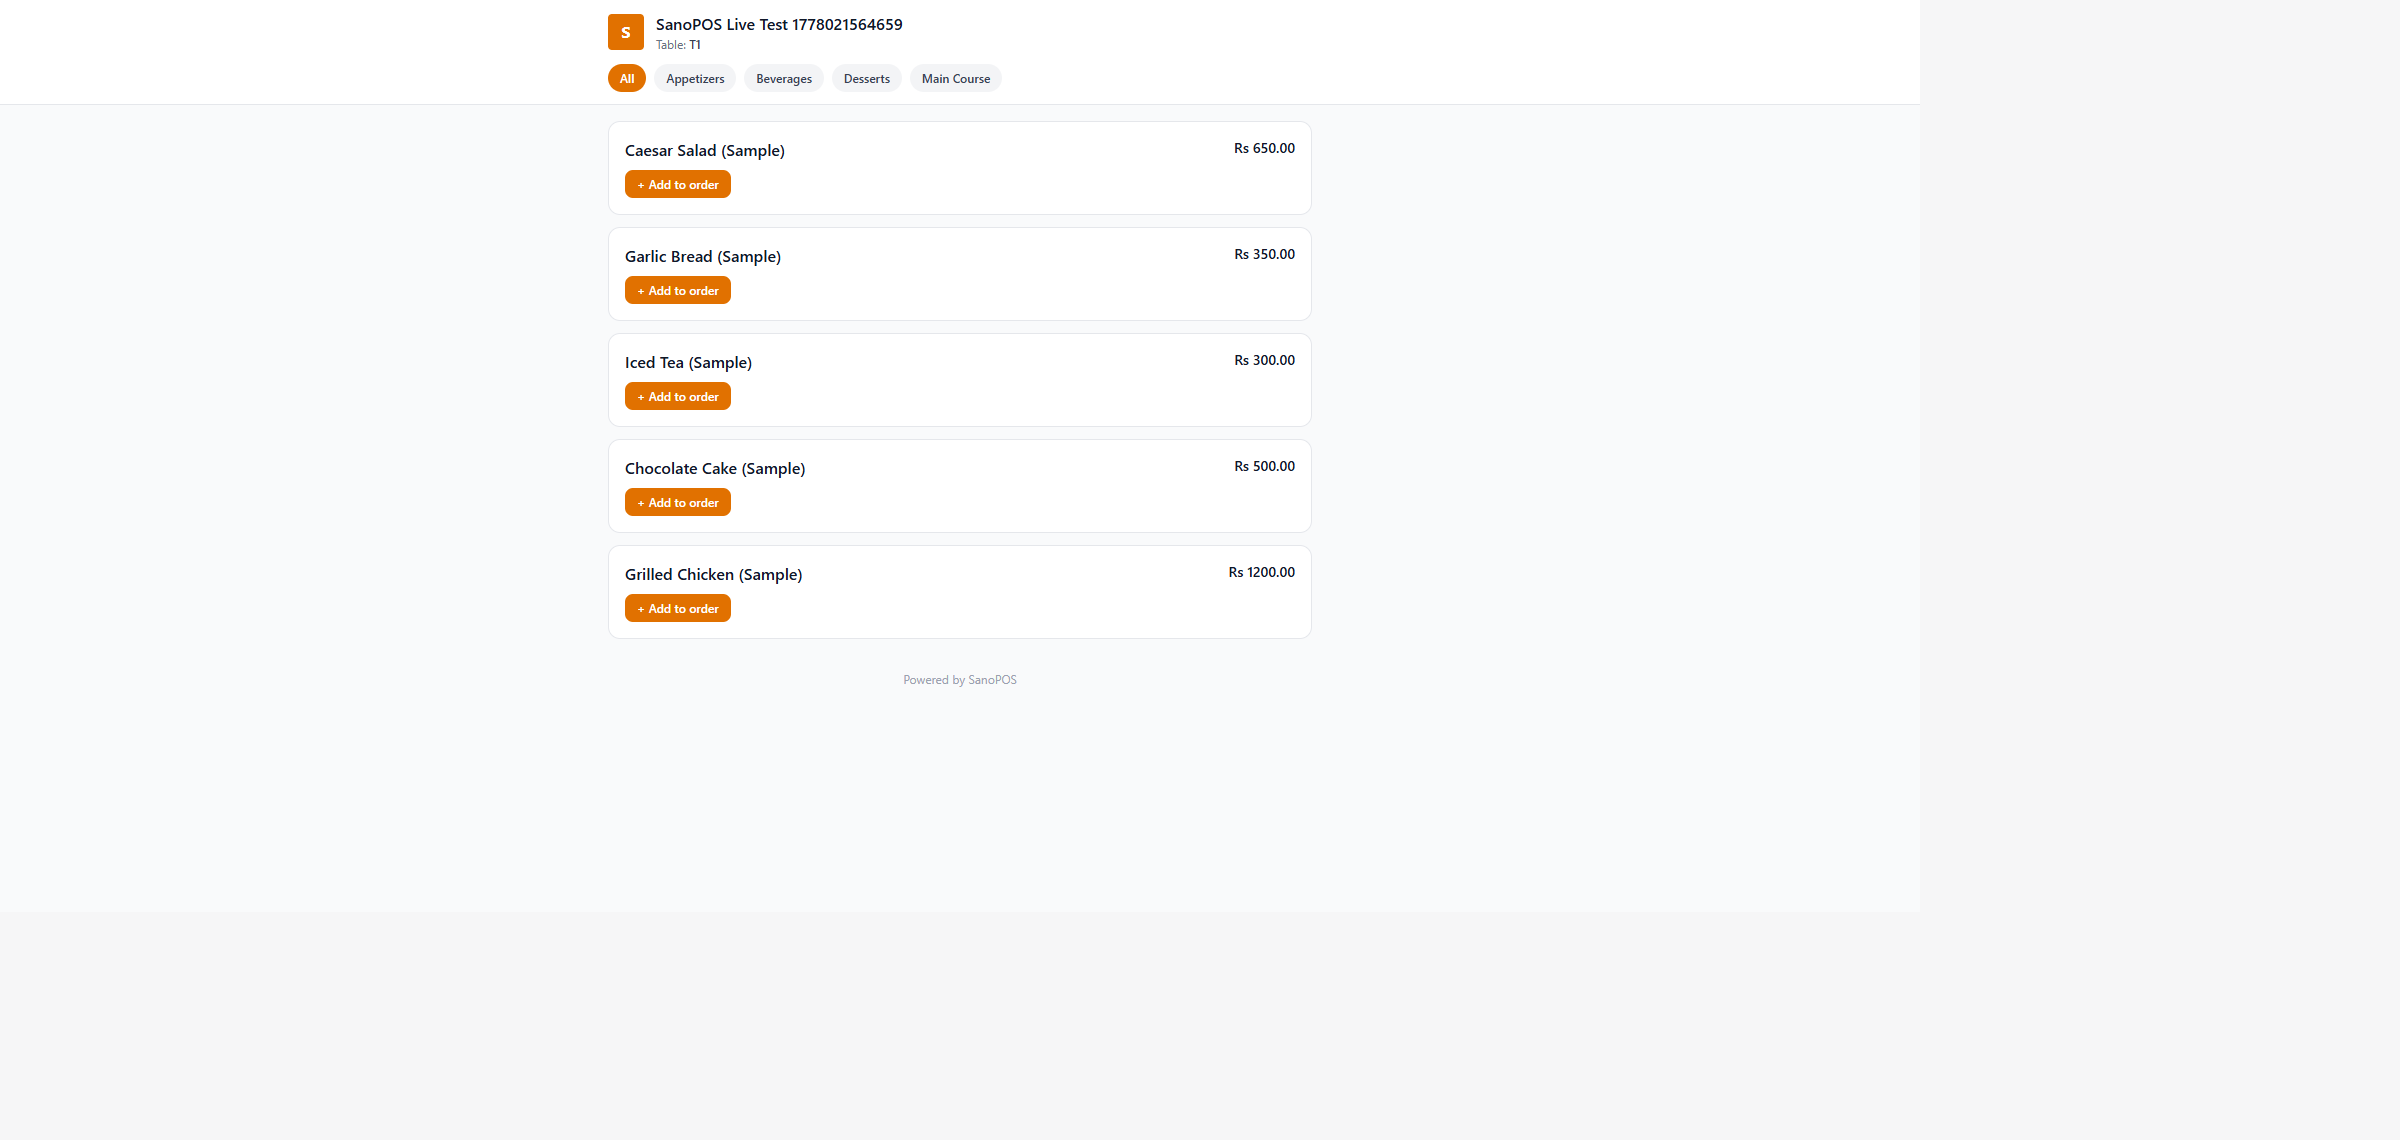 S
SanoPOS Live Test 1778021564659
Table: T1
All Appetizers Beverages Desserts Main Course
Caesar Salad (Sample) Rs 650.00
+ Add to order
Garlic Bread (Sample) Rs 350.00
+ Add to order
Iced Tea (Sample) Rs 300.00
+ Add to order
Chocolate Cake (Sample) Rs 500.00
+ Add to order
Grilled Chicken (Sample) Rs 1200.00
+ Add to order
Powered by SanoPOS